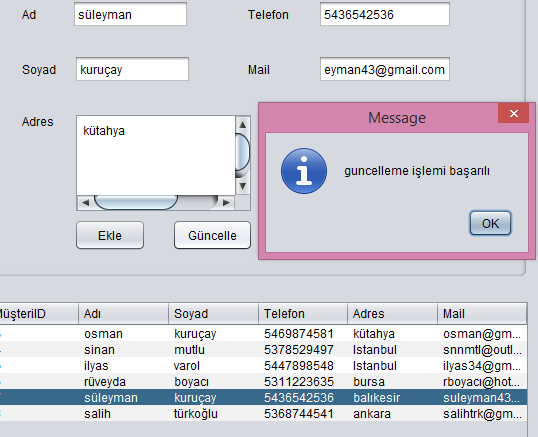 Ad süleyman Telefon 5436542536
Soyad kuruçay Mail eyman43@gmail.com
Message
Adres kütahya
guncelleme işlemi başarılı
OK
Ekle Güncelle
MüşteriID Adı Soyad Telefon Adres Mail
osman kuruçay 5469874581 kütahya osman@gm...
sinan mutlu 5378529497 Istanbul snnmtl@outl...
ilyas varol 5447898548 Istanbul ilyas34@gm...
rüveyda boyacı 5311223635 bursa rboyacı@hot...
süleyman kuruçay 5436542536 balıkesir suleyman43...
salih türkoğlu 5368744541 ankara salihtrk@gm...